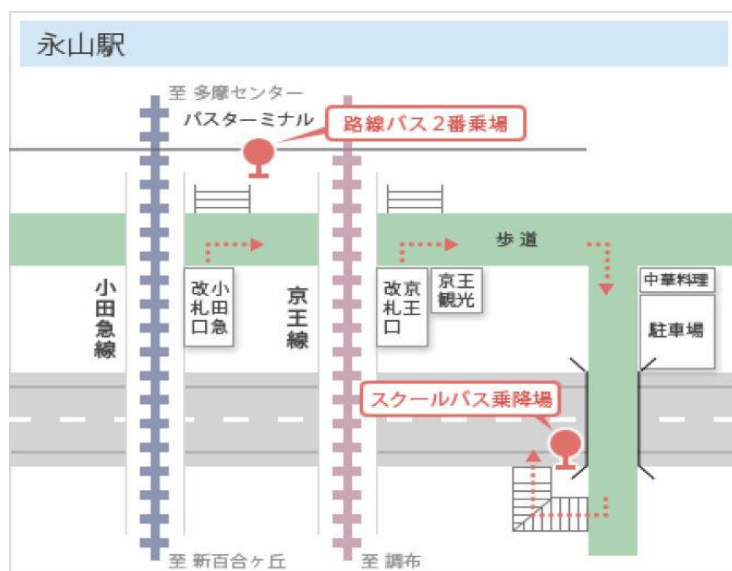 永山駅
至 多摩センター
バスターミナル
路線バス２番乗場
歩道
小田急線
小田急
改札口
京王線
京王
改札口
京王
観光
中華料理
駐車場
スクールバス乗降場
至 新百合ヶ丘
至 調布